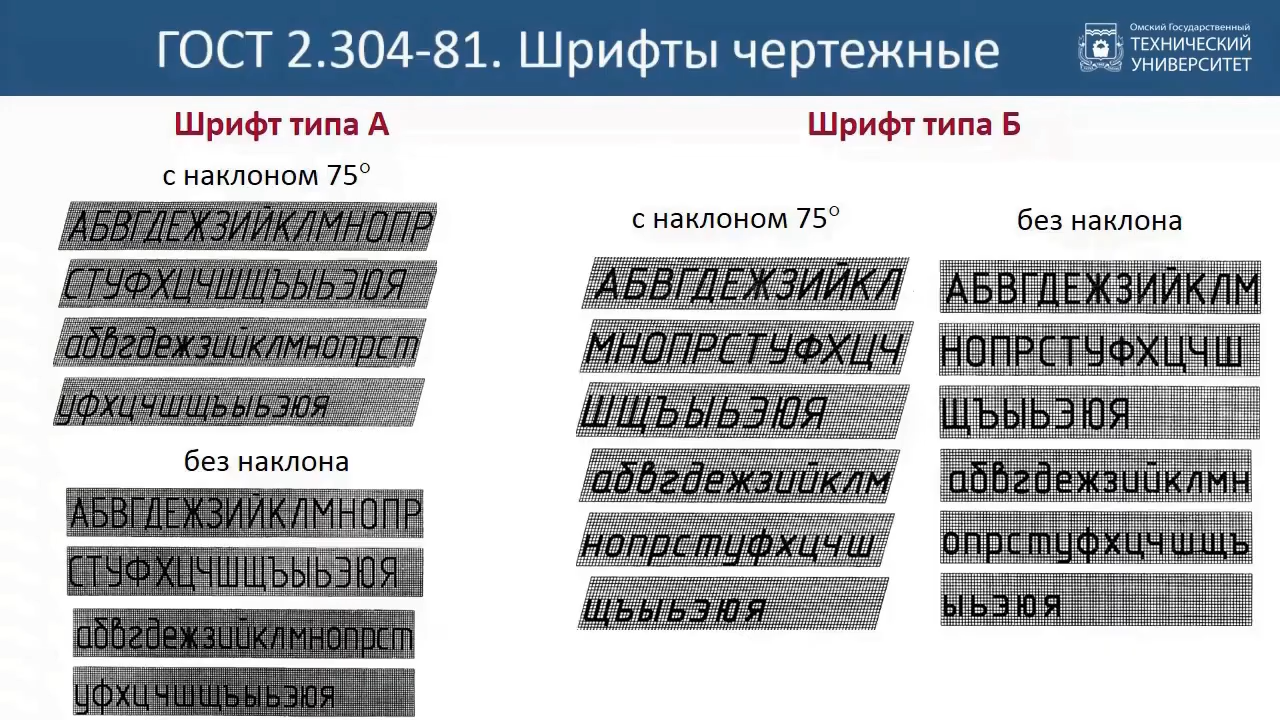 ГОСТ 2.304-81. Шрифты чертежные
Омский Государственный
ТЕХНИЧЕСКИЙ
УНИВЕРСИТЕТ
Шрифт типа А
с наклоном 75°
АБВГДЕЖЗИЙКЛМНОПР
СТУФХЦЧШЩЪЫЬЭЮЯ
абвгдежзийклмнопрст
уфхцчшщъыьэюя
без наклона
АБВГДЕЖЗИЙКЛМНОПР
СТУФХЦЧШЩЪЫЬЭЮЯ
абвгдежзийклмнопрст
уфхцчшщъыьэюя
Шрифт типа Б
с наклоном 75°
АБВГДЕЖЗИЙКЛ
МНОПРСТУФХЦЧ
ШЩЪЫЬЭЮЯ
абвгдежзийклм
нопрстуфхцчш
щъыьэюя
без наклона
АБВГДЕЖЗИЙКЛМ
НОПРСТУФХЦЧШ
ЩЪЫЬЭЮЯ
абвгдежзийклмн
опрстуфхцчшщъ
ыьэюя